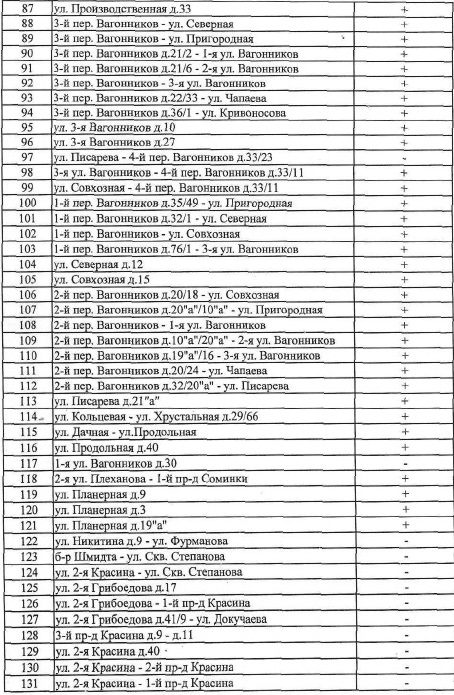 87 ул. Производственная д.33 +
88 3-й пер. Вагонников - ул. Северная +
89 3-й пер. Вагонников - ул. Пригородная +
90 3-й пер. Вагонников д.21/2 - 1-я ул. Вагонников +
91 3-й пер. Вагонников д.21/6 - 2-я ул. Вагонников +
92 3-й пер. Вагонников - 3-я ул. Вагонников +
93 3-й пер. Вагонников д.22/33 - ул. Чапаева +
94 3-й пер. Вагонников д.36/1 - ул. Кривоносова +
95 ул. 3-я Вагонников д.10 +
96 ул. 3-я Вагонников д.27 +
97 ул. Писарева - 4-й пер. Вагонников д.33/23 -
98 3-я ул. Вагонников - 4-й пер. Вагонников д.33/11 +
99 ул. Совхозная - 4-й пер. Вагонников д.33/11 +
100 1-й пер. Вагонников д.35/49 - ул. Пригородная +
101 1-й пер. Вагонников д.32/1 - ул. Северная +
102 1-й пер. Вагонников - ул. Совхозная +
103 1-й пер. Вагонников д.76/1 - 3-я ул. Вагонников +
104 ул. Северная д.12 +
105 ул. Совхозная д.15 +
106 2-й пер. Вагонников д.20/18 - ул. Совхозная +
107 2-й пер. Вагонников д.20"а"/10"а" - ул. Пригородная +
108 2-й пер. Вагонников - 1-я ул. Вагонников +
109 2-й пер. Вагонников д.10"а"/20"а" - 2-я ул. Вагонников +
110 2-й пер. Вагонников д.19"а"/16 - 3-я ул. Вагонников +
111 2-й пер. Вагонников д.20/24 - ул. Чапаева +
112 2-й пер. Вагонников д.32/20"а" - ул. Писарева +
113 ул. Писарева д.21"а" +
114 ул. Кольцевая - ул. Хрустальная д.29/66 +
115 ул. Дачная - ул.Продольная +
116 ул. Продольная д.40 +
117 1-я ул. Вагонников д.30 -
118 2-я ул. Плеханова - 1-й пр-д Соминки +
119 ул. Планерная д.9 +
120 ул. Планерная д.3 +
121 ул. Планерная д.19"а" +
122 ул. Никитина д.9 - ул. Фурманова -
123 б-р Шмидта - ул. Скв. Степанова -
124 ул. 2-я Красина - ул. Скв. Степанова -
125 ул. 2-я Грибоедова д.17 -
126 ул. 2-я Грибоедова - 1-й пр-д Красина -
127 ул. 2-я Грибоедова д.41/9 - ул. Докучаева -
128 3-й пр-д Красина д.9 - д.11 -
129 ул. 2-я Красина д.40 -
130 ул. 2-я Красина - 2-й пр-д Красина -
131 ул. 2-я Красина - 1-й пр-д Красина -